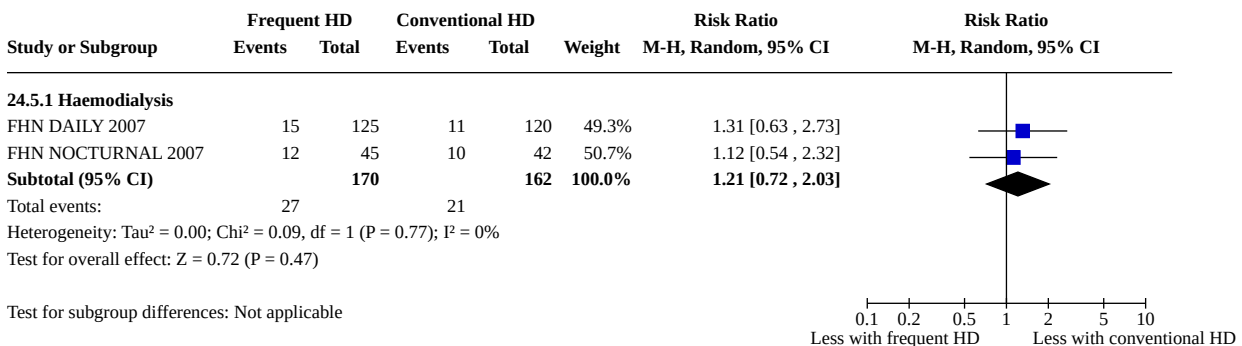 Frequent HD Conventional HD Risk Ratio Risk Ratio
Study or Subgroup Events Total Events Total Weight M-H, Random, 95% CI M-H, Random, 95% CI
24.5.1 Haemodialysis
FHN DAILY 2007 15 125 11 120 49.3% 1.31 [0.63 , 2.73]
FHN NOCTURNAL 2007 12 45 10 42 50.7% 1.12 [0.54 , 2.32]
Subtotal (95% CI) 170 162 100.0% 1.21 [0.72 , 2.03]
Total events: 27 21
Heterogeneity: Tau² = 0.00; Chi² = 0.09, df = 1 (P = 0.77); I² = 0%
Test for overall effect: Z = 0.72 (P = 0.47)
Test for subgroup differences: Not applicable
0.1 0.2 0.5 1 2 5 10
Less with frequent HD Less with conventional HD